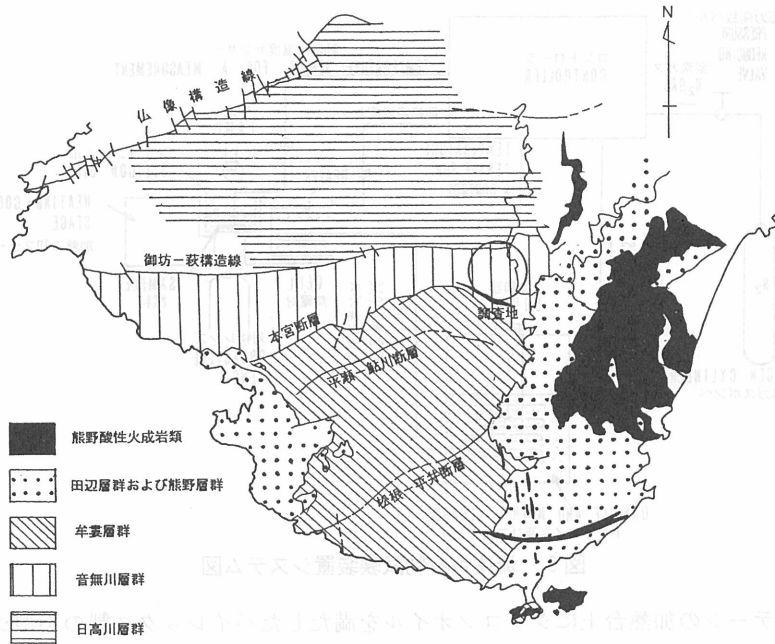 N
仏像構造線
御坊－萩構造線
調査地
本宮断層
平瀬－鮎川断層
松根－平井断層
熊野酸性火成岩類
田辺層群および熊野層群
牟婁層群
音無川層群
日高川層群